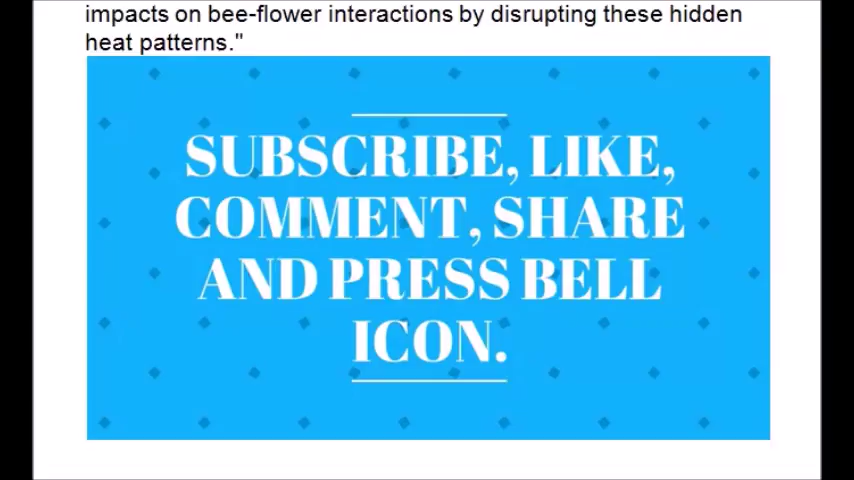 impacts on bee-flower interactions by disrupting these hidden
heat patterns."
SUBSCRIBE, LIKE,
COMMENT, SHARE
AND PRESS BELL
ICON.